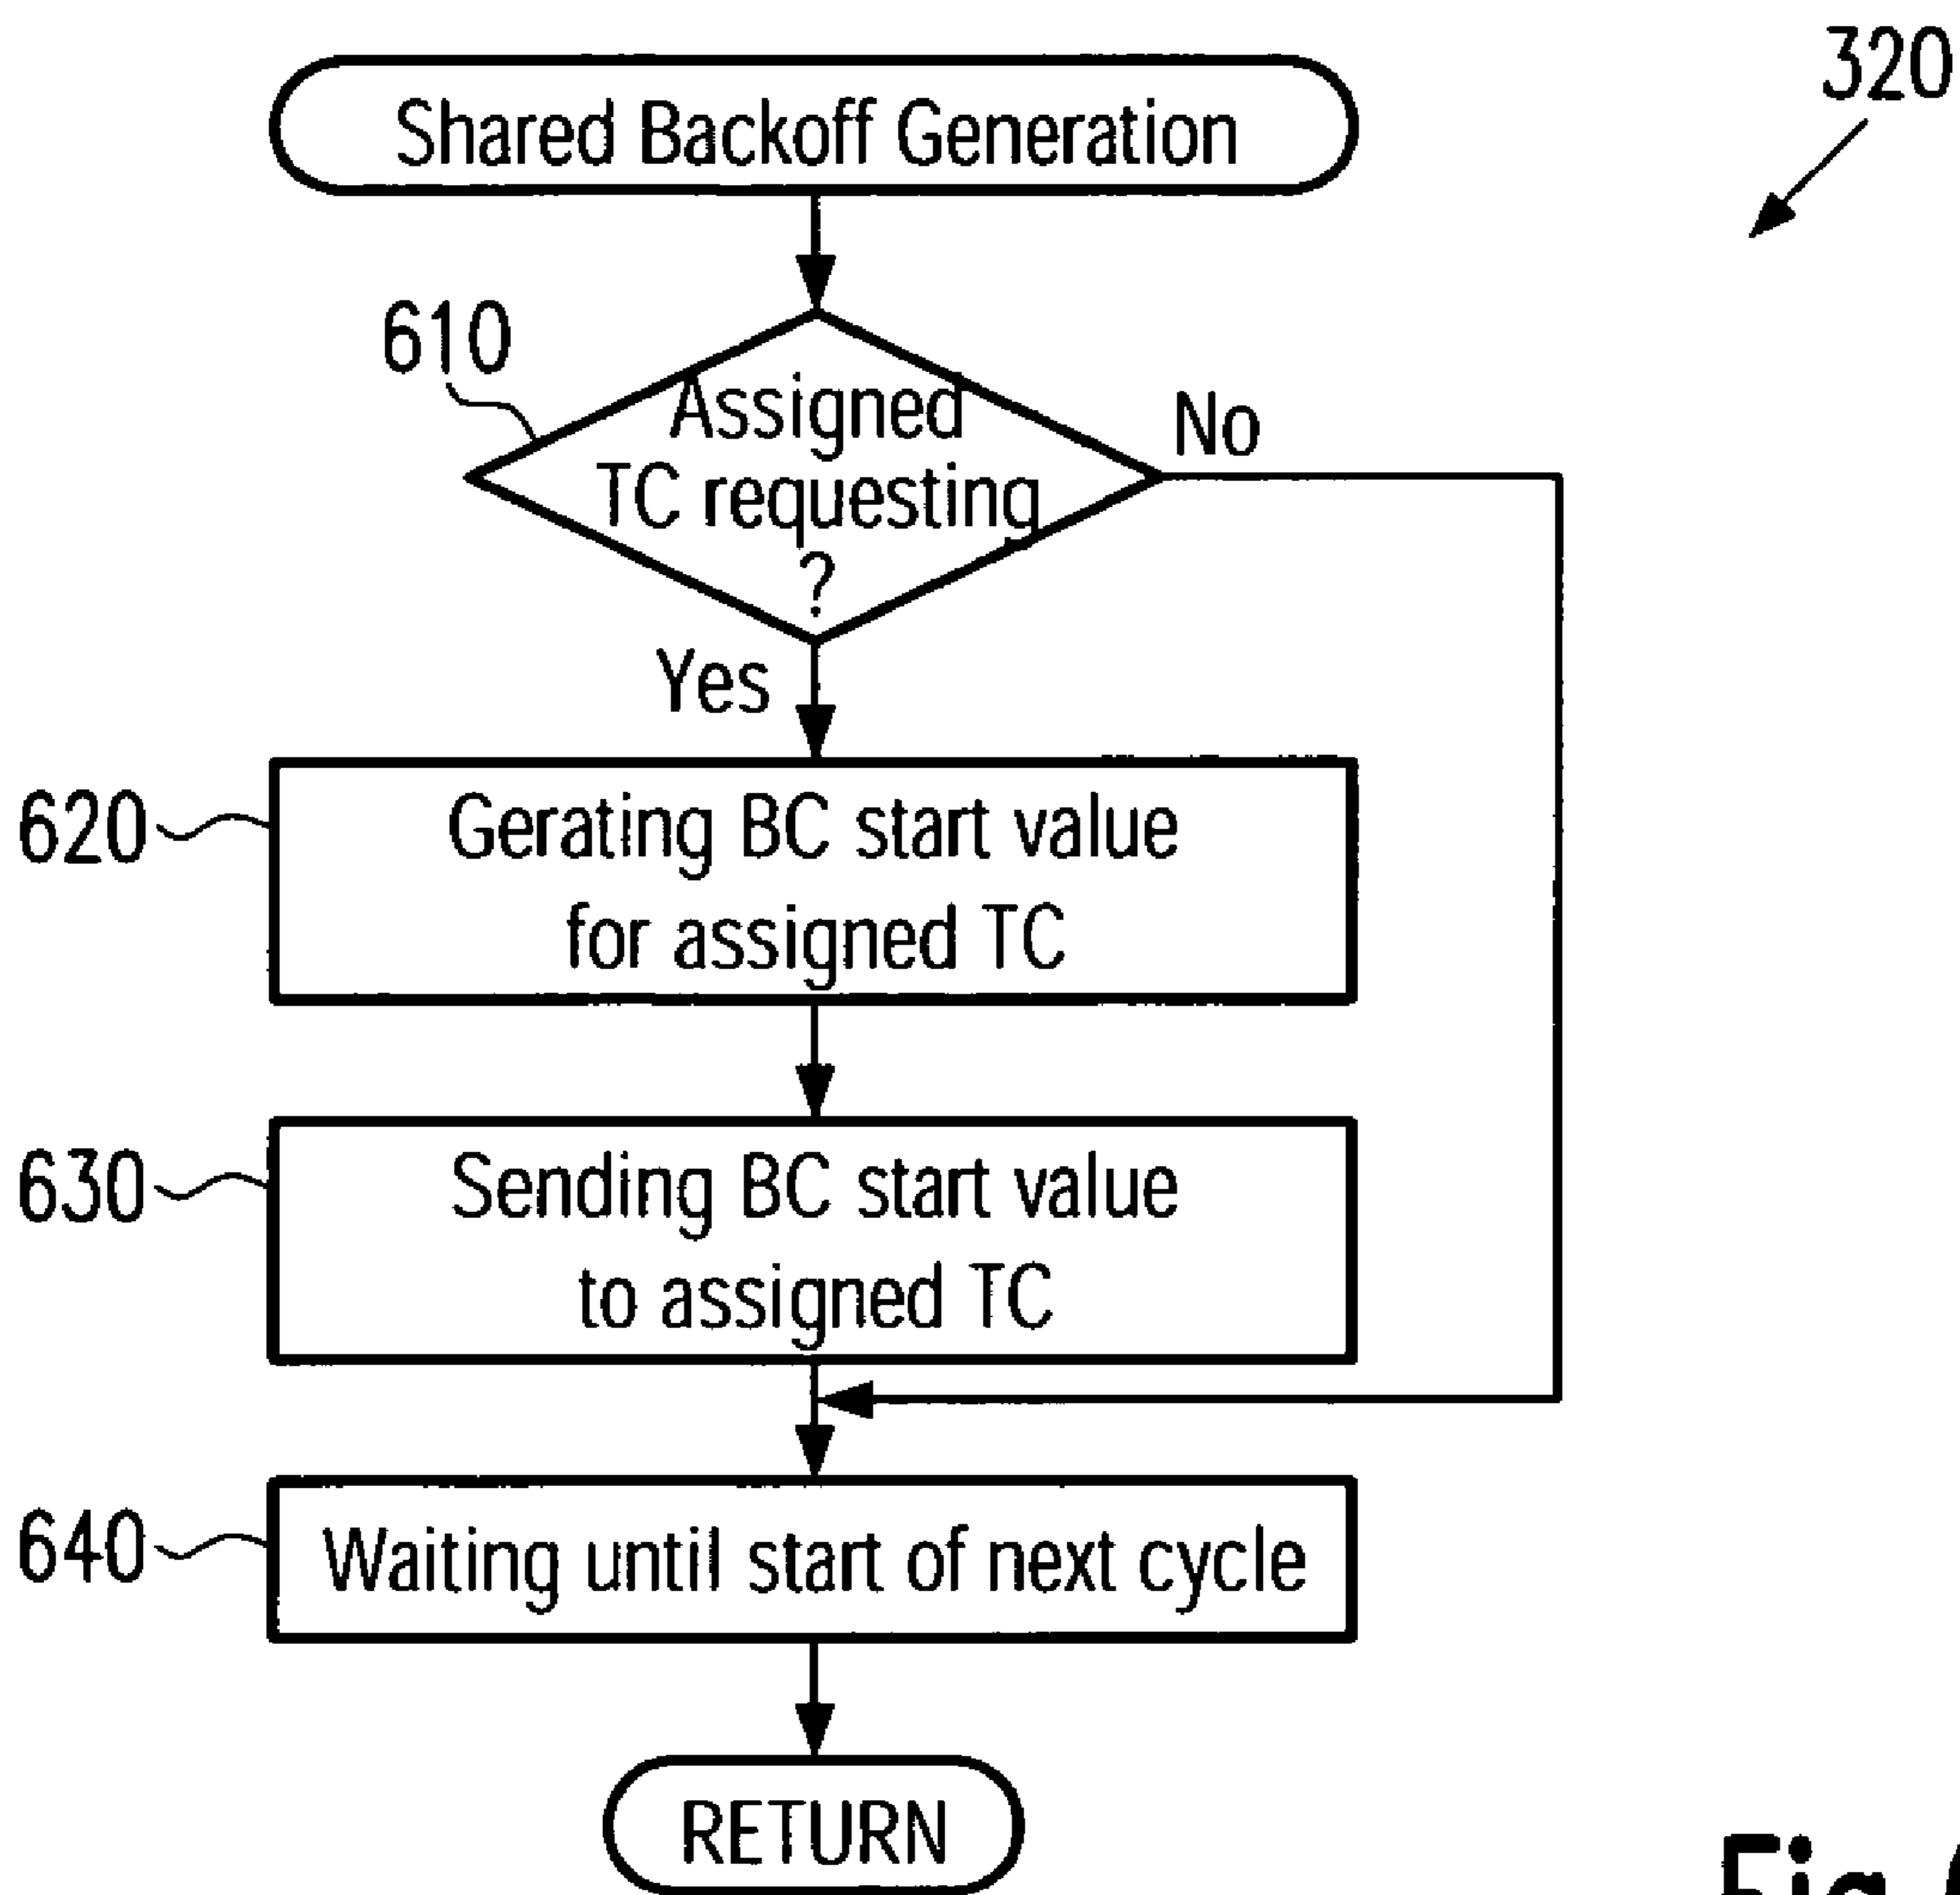 320
Shared Backoff Generation
610
Assigned
TC requesting
?
No
Yes
620
Gerating BC start value
for assigned TC
630
Sending BC start value
to assigned TC
640
Waiting until start of next cycle
RETURN